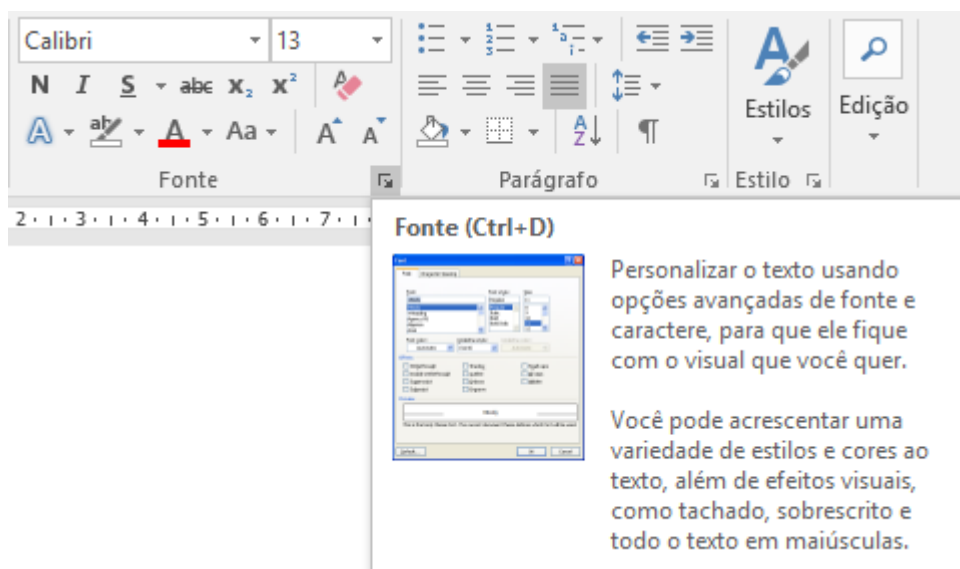 Calibri 13
N I S abc X₂ X²
ab A Aa A A
A Z ¶
Estilos
Edição
Fonte
Parágrafo
Estilo
2 · 3 · 4 · 5 · 6 · 7
Fonte (Ctrl+D)
Personalizar o texto usando
opções avançadas de fonte e
caractere, para que ele fique
com o visual que você quer.
Você pode acrescentar uma
variedade de estilos e cores ao
texto, além de efeitos visuais,
como tachado, sobrescrito e
todo o texto em maiúsculas.